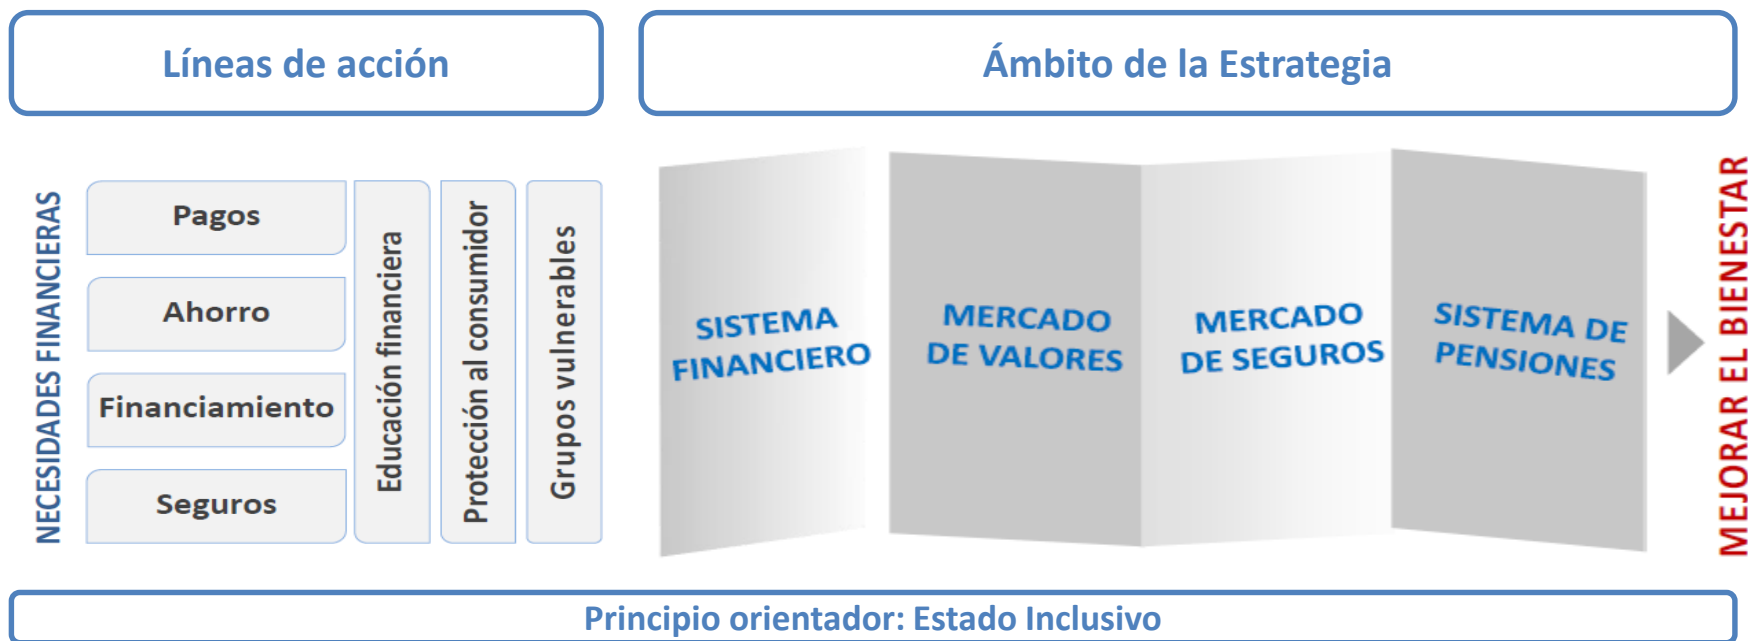 Líneas de acción
Ámbito de la Estrategia
NECESIDADES FINANCIERAS
Pagos
Ahorro
Financiamiento
Seguros
Educación financiera
Protección al consumidor
Grupos vulnerables
SISTEMA
FINANCIERO
MERCADO
DE VALORES
MERCADO
DE SEGUROS
SISTEMA DE
PENSIONES
MEJORAR EL BIENESTAR
Principio orientador: Estado Inclusivo